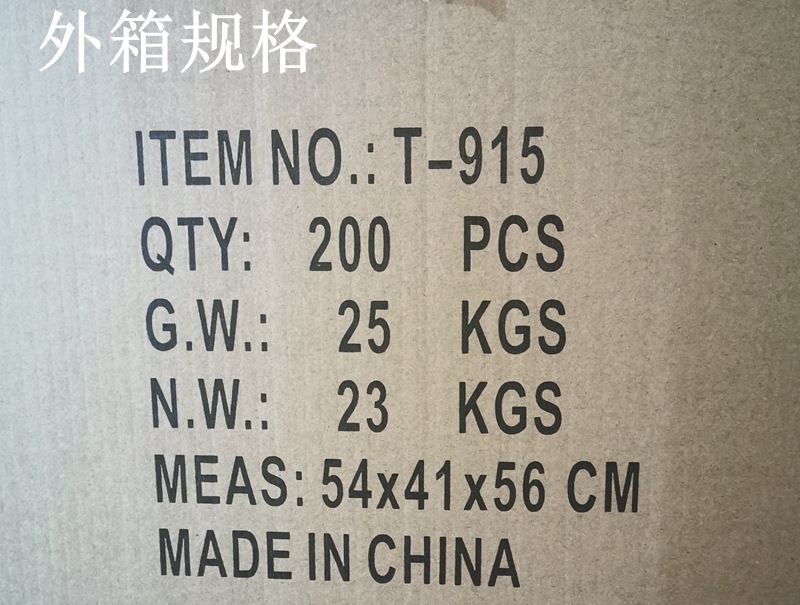 外箱规格
ITEM NO.: T-915
QTY: 200 PCS
G.W.: 25 KGS
N.W.: 23 KGS
MEAS: 54x41x56 CM
MADE IN CHINA